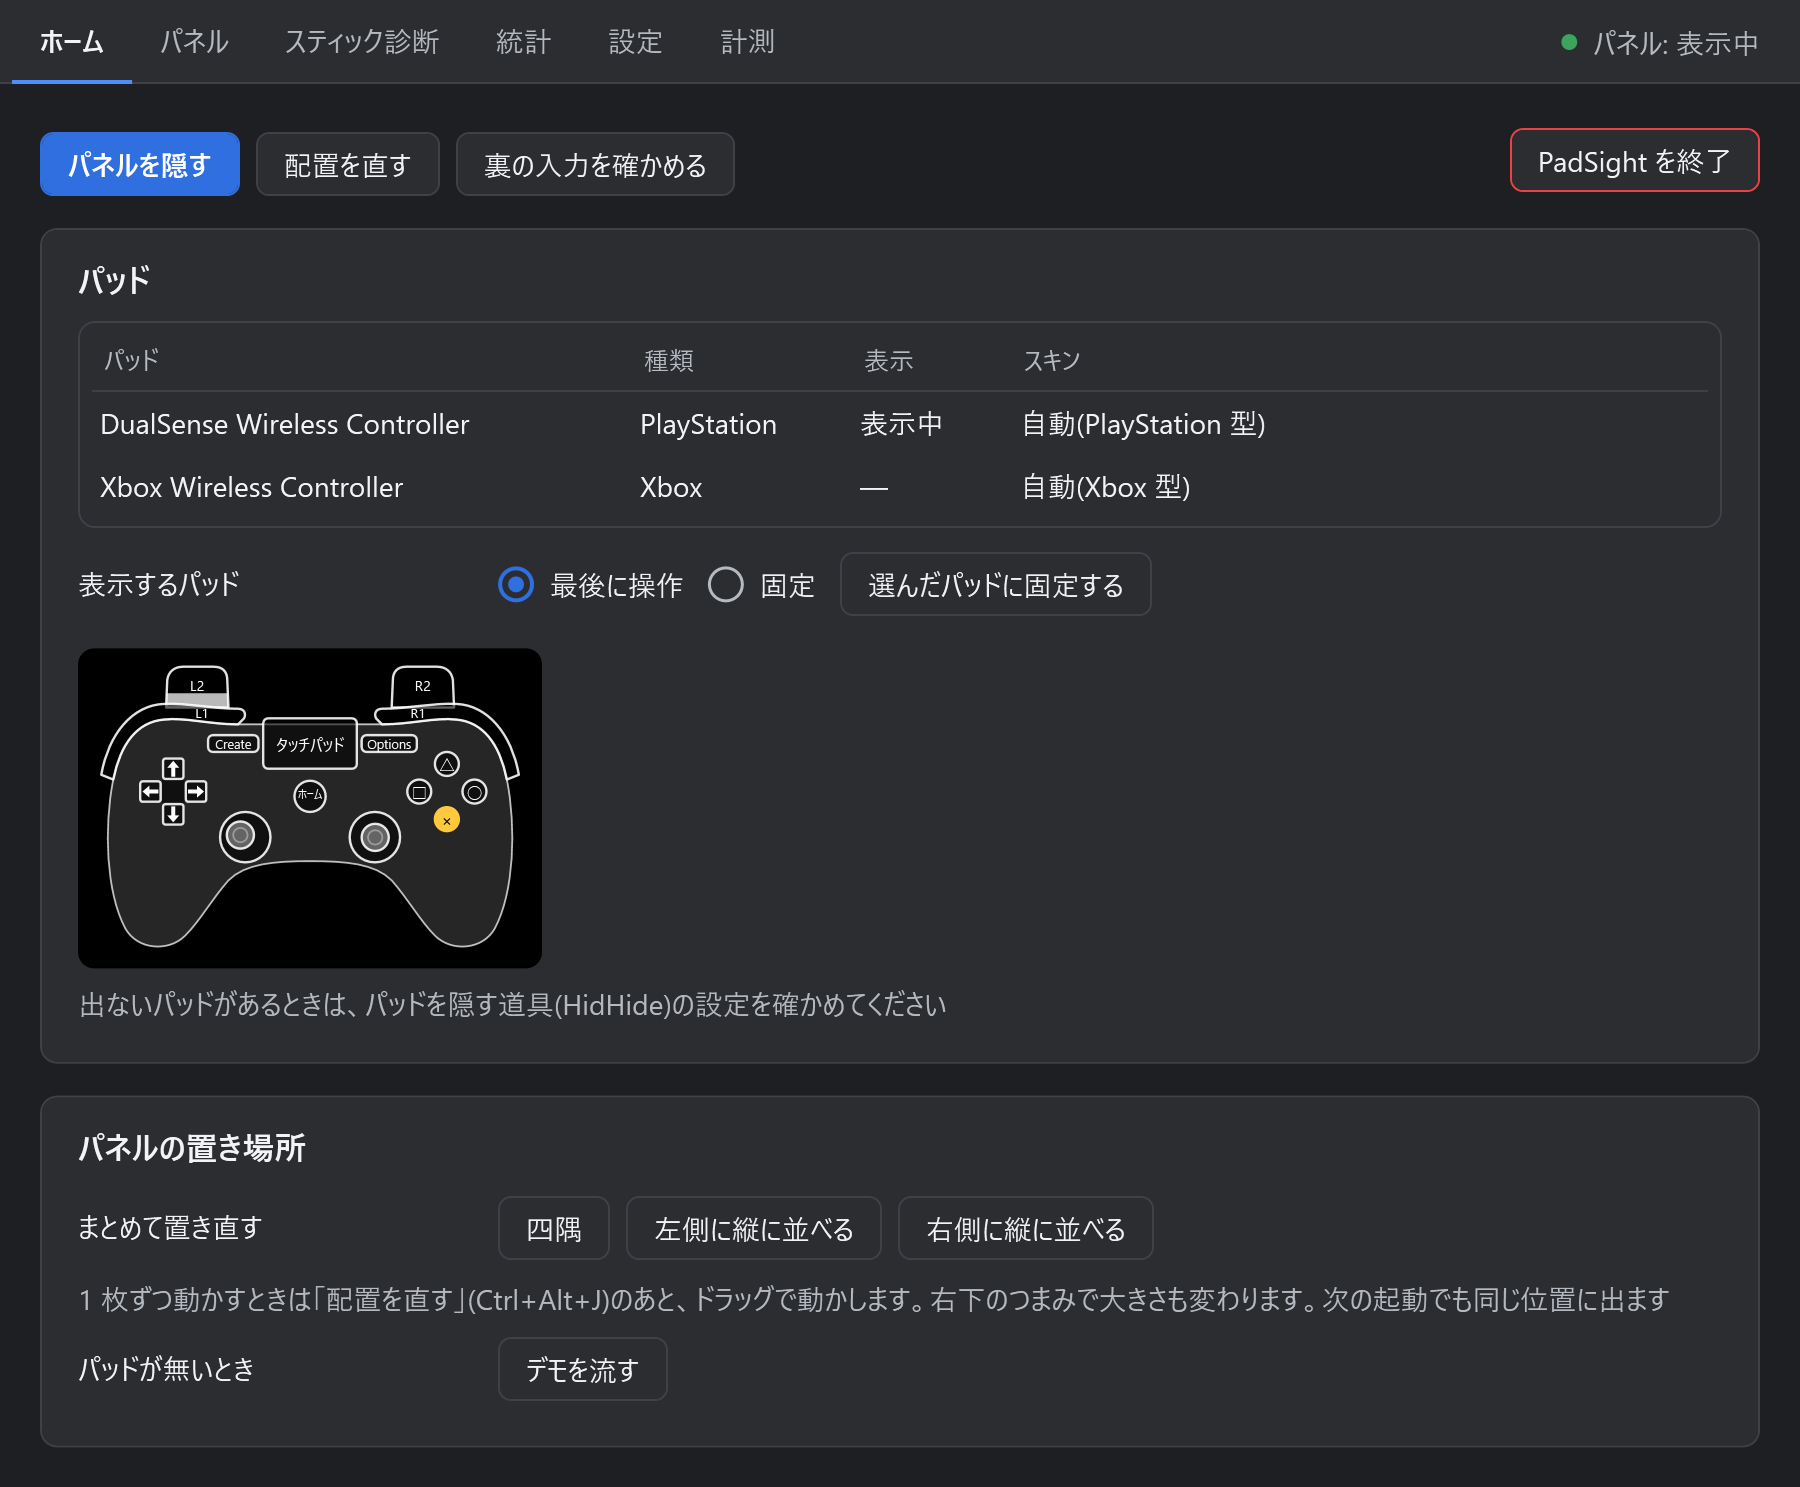 ホーム パネル スティック診断 統計 設定 計測 パネル: 表示中
パネルを隠す 配置を直す 裏の入力を確かめる PadSight を終了
パッド
パッド 種類 表示 スキン
DualSense Wireless Controller PlayStation 表示中 自動(PlayStation 型)
Xbox Wireless Controller Xbox — 自動(Xbox 型)
表示するパッド 最後に操作 固定 選んだパッドに固定する
L2 R2
L1 R1
Create タッチパッド Options
ホーム
出ないパッドがあるときは、パッドを隠す道具(HidHide)の設定を確かめてください
パネルの置き場所
まとめて置き直す 四隅 左側に縦に並べる 右側に縦に並べる
1 枚ずつ動かすときは「配置を直す」(Ctrl+Alt+J)のあと、ドラッグで動かします。右下のつまみで大きさも変わります。次の起動でも同じ位置に出ます
パッドが無いとき デモを流す